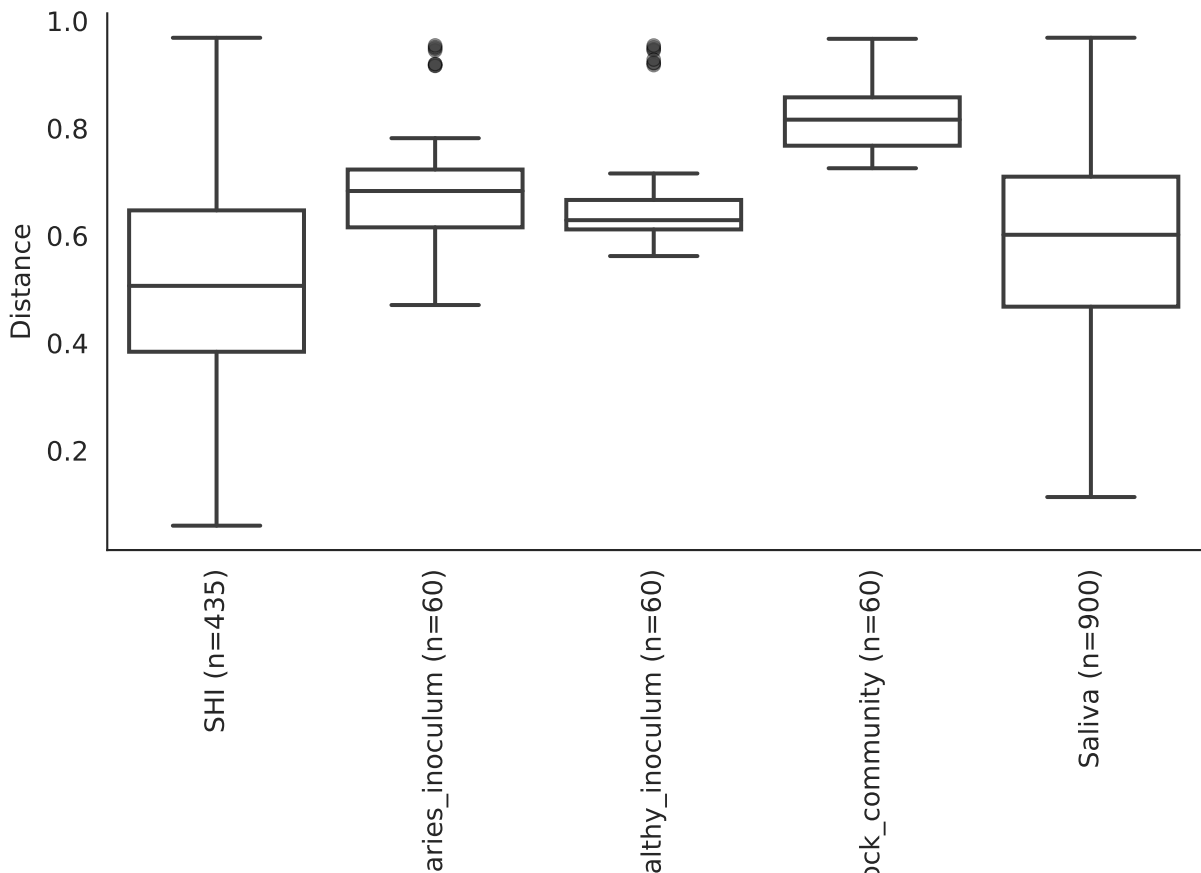 1.0
0.8
0.6
0.4
0.2
Distance
SHI (n=435)
aries_inoculum (n=60)
althy_inoculum (n=60)
ock_community (n=60)
Saliva (n=900)